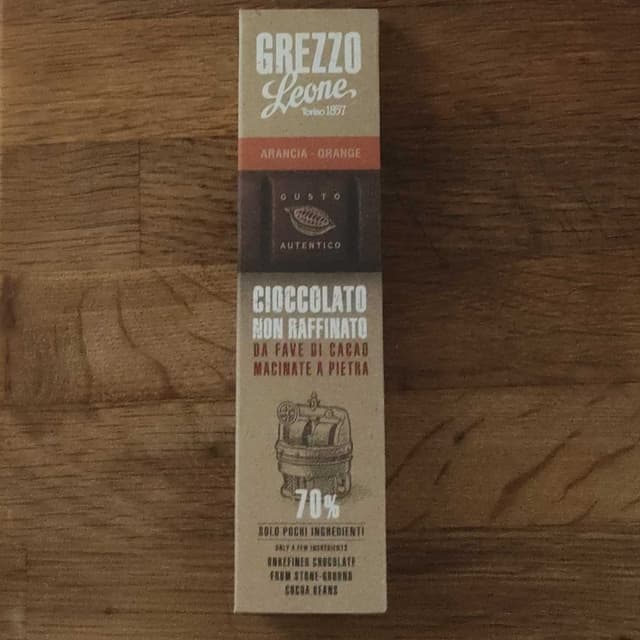 GREZZO
Leone
Torino 1857
ARANCIA - ORANGE
GUSTO
AUTENTICO
CIOCCOLATO
NON RAFFINATO
DA FAVE DI CACAO
MACINATE A PIETRA
70%
SOLO POCHI INGREDIENTI
ONLY A FEW INGREDIENTS
UNREFINED CHOCOLATE
FROM STONE-GROUND
COCOA BEANS